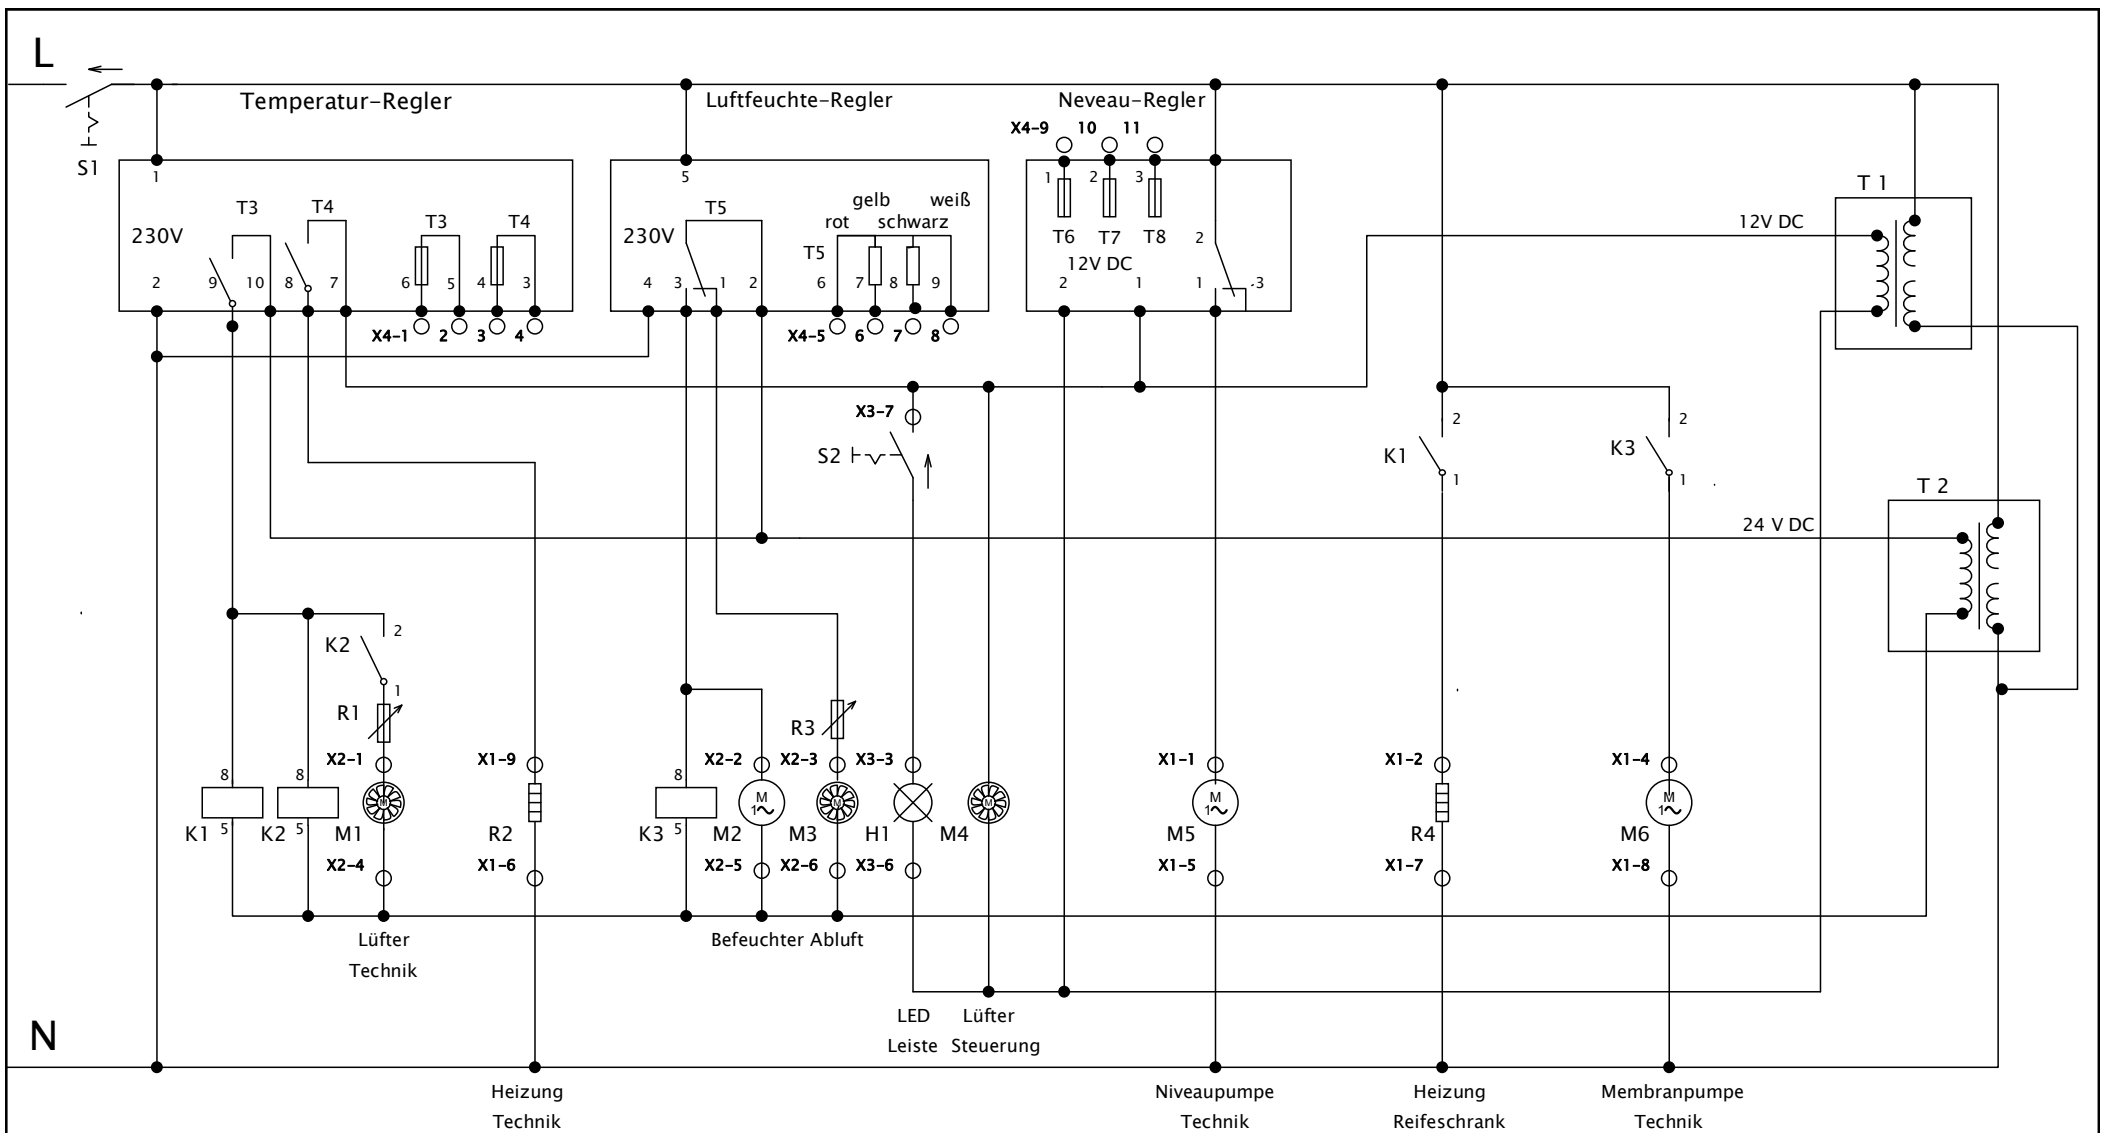 L
S1
Temperatur-Regler
Luftfeuchte-Regler
Neveau-Regler
X4-9 10 11
1
T3 T4
230V
T3 T4
2 9 10 8 7 6 5 4 3
X4-1 2 3 4
5
T5
230V
gelb weiß
rot schwarz
T5
4 3 1 2 6 7 8 9
X4-5 6 7 8
1 2 3
T6 T7 T8
12V DC
2
2 1 1 3
T 1
12V DC
X3-7
S2
K1
2
1
K3
2
1
T 2
24 V DC
K2
2
1
R1
R3
X2-1
X1-9
X2-2
X2-3
X3-3
X1-1
X1-2
X1-4
8
8
8
M
M
1~
M
M
M
1~
M
1~
M
K1 5
K2 5
M1
R2
K3 5
M2
M3
H1
M4
M5
R4
M6
X2-4
X1-6
X2-5
X2-6
X3-6
X1-5
X1-7
X1-8
Lüfter
Technik
Befeuchter Abluft
LED
Leiste
Lüfter
Steuerung
N
Heizung
Technik
Niveaupumpe
Technik
Heizung
Reifeschrank
Membranpumpe
Technik